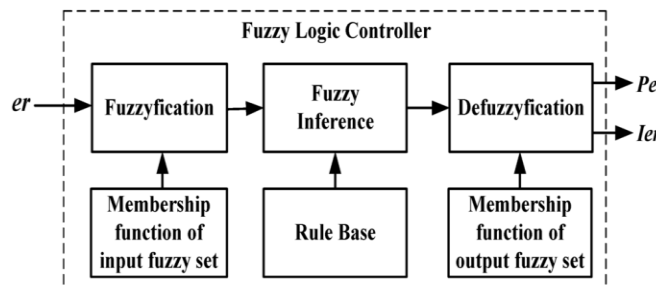 Fuzzy Logic Controller
er
Fuzzyfication
Fuzzy
Inference
Defuzzyfication
Membership
function of
input fuzzy set
Rule Base
Membership
function of
output fuzzy set